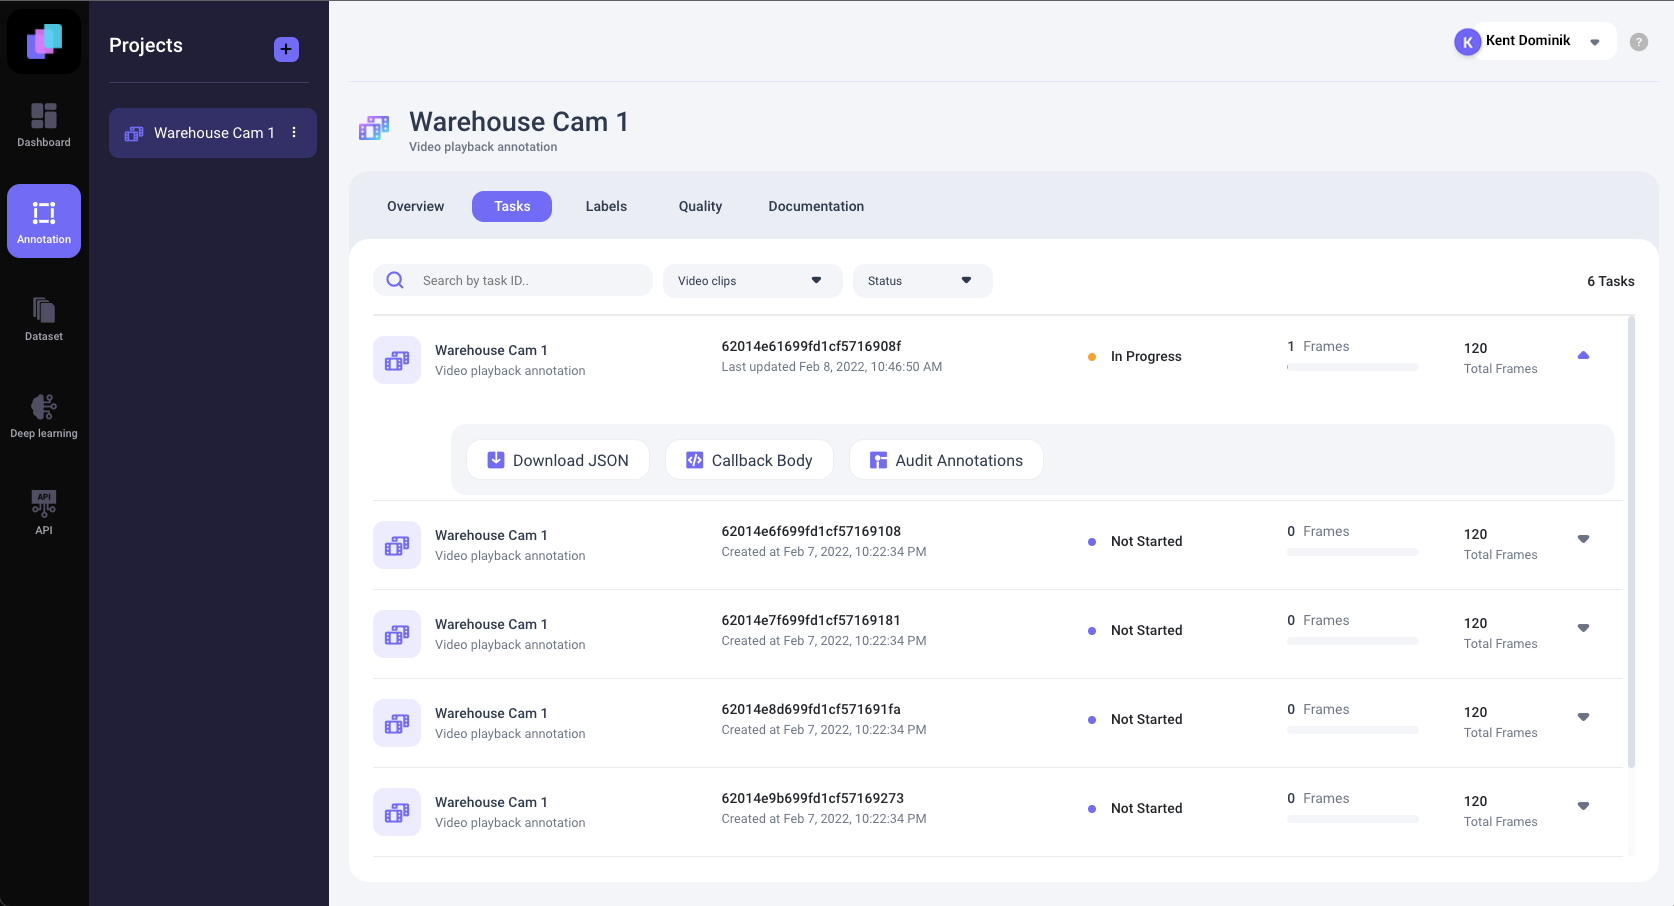 Projects
Warehouse Cam 1
Dashboard
Annotation
Dataset
Deep learning
API
API
K
Kent Dominik
?
Warehouse Cam 1
Video playback annotation
Overview
Tasks
Labels
Quality
Documentation
Search by task ID..
Video clips
Status
6 Tasks
Warehouse Cam 1
Video playback annotation
62014e61699fd1cf5716908f
Last updated Feb 8, 2022, 10:46:50 AM
In Progress
1 Frames
120
Total Frames
Download JSON
Callback Body
Audit Annotations
Warehouse Cam 1
Video playback annotation
62014e6f699fd1cf57169108
Created at Feb 7, 2022, 10:22:34 PM
Not Started
0 Frames
120
Total Frames
Warehouse Cam 1
Video playback annotation
62014e7f699fd1cf57169181
Created at Feb 7, 2022, 10:22:34 PM
Not Started
0 Frames
120
Total Frames
Warehouse Cam 1
Video playback annotation
62014e8d699fd1cf571691fa
Created at Feb 7, 2022, 10:22:34 PM
Not Started
0 Frames
120
Total Frames
Warehouse Cam 1
Video playback annotation
62014e9b699fd1cf57169273
Created at Feb 7, 2022, 10:22:34 PM
Not Started
0 Frames
120
Total Frames